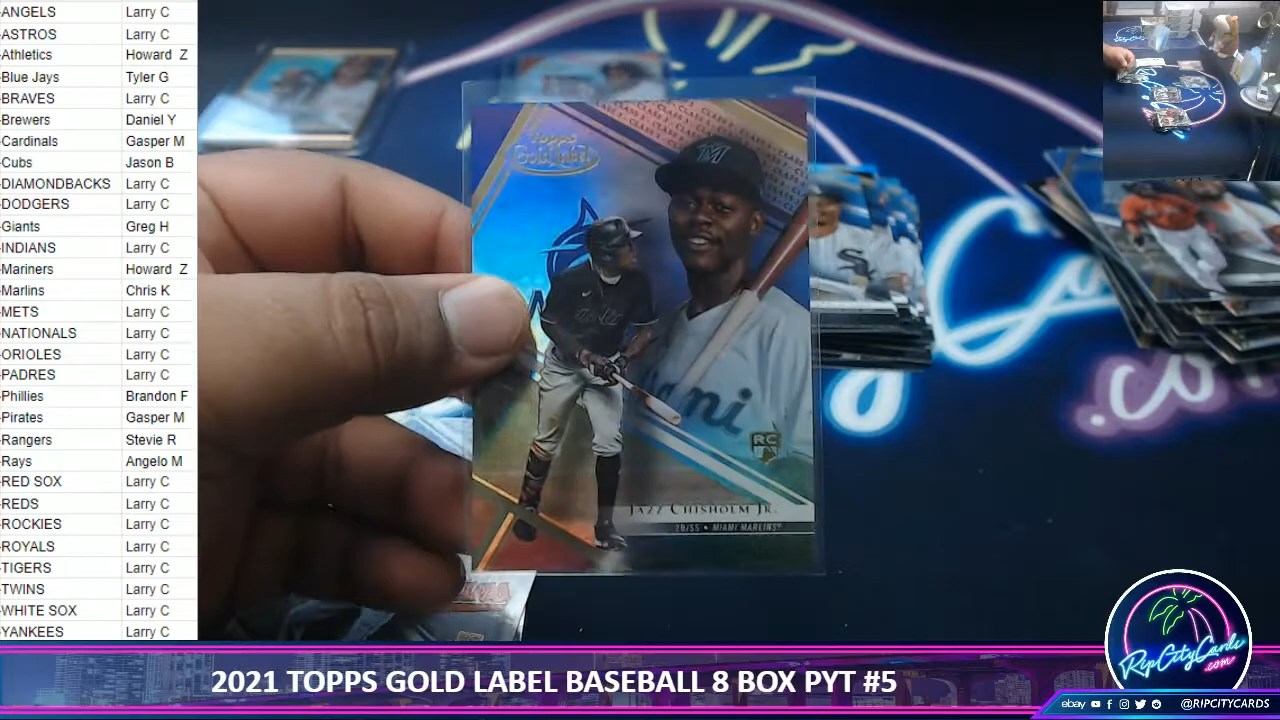 -ANGELS Larry C
-ASTROS Larry C
-Athletics Howard Z
-Blue Jays Tyler G
-BRAVES Larry C
-Brewers Daniel Y
-Cardinals Gasper M
-Cubs Jason B
-DIAMONDBACKS Larry C
-DODGERS Larry C
-Giants Greg H
-INDIANS Larry C
-Mariners Howard Z
-Marlins Chris K
-METS Larry C
-NATIONALS Larry C
-ORIOLES Larry C
-PADRES Larry C
-Phillies Brandon F
-Pirates Gasper M
-Rangers Stevie R
-Rays Angelo M
-RED SOX Larry C
-REDS Larry C
-ROCKIES Larry C
-ROYALS Larry C
-TIGERS Larry C
-TWINS Larry C
-WHITE SOX Larry C
-YANKEES Larry C
Topps
Gold Label
M
RC
JAZZ CHISHOLM JR.
MIAMI MARLINS
.co
2021 TOPPS GOLD LABEL BASEBALL 8 BOX PYT #5
RipCityCards
.com
ebay @RIPCITYCARDS